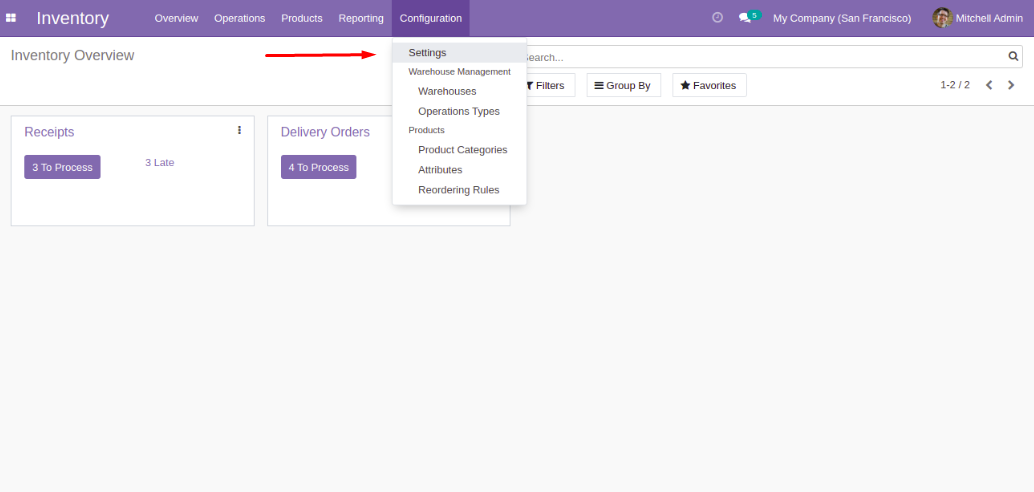 Inventory Overview Operations Products Reporting Configuration 5 My Company (San Francisco) Mitchell Admin
Inventory Overview
Settings
Warehouse Management
Warehouses
Operations Types
Products
Product Categories
Attributes
Reordering Rules
Search...
Filters Group By Favorites 1-2 / 2
Receipts
3 To Process 3 Late
Delivery Orders
4 To Process